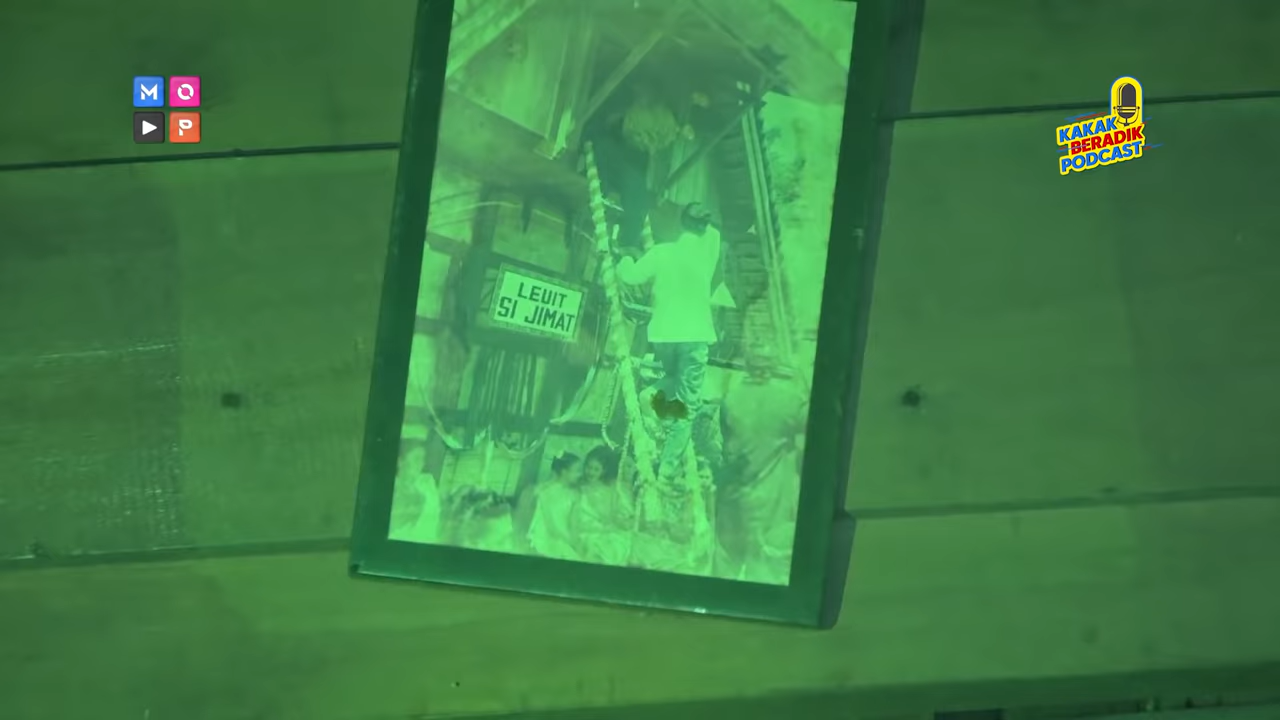 M O
P
KAKAK
BERADIK
PODCAST
LEUIT
SI JIMAT